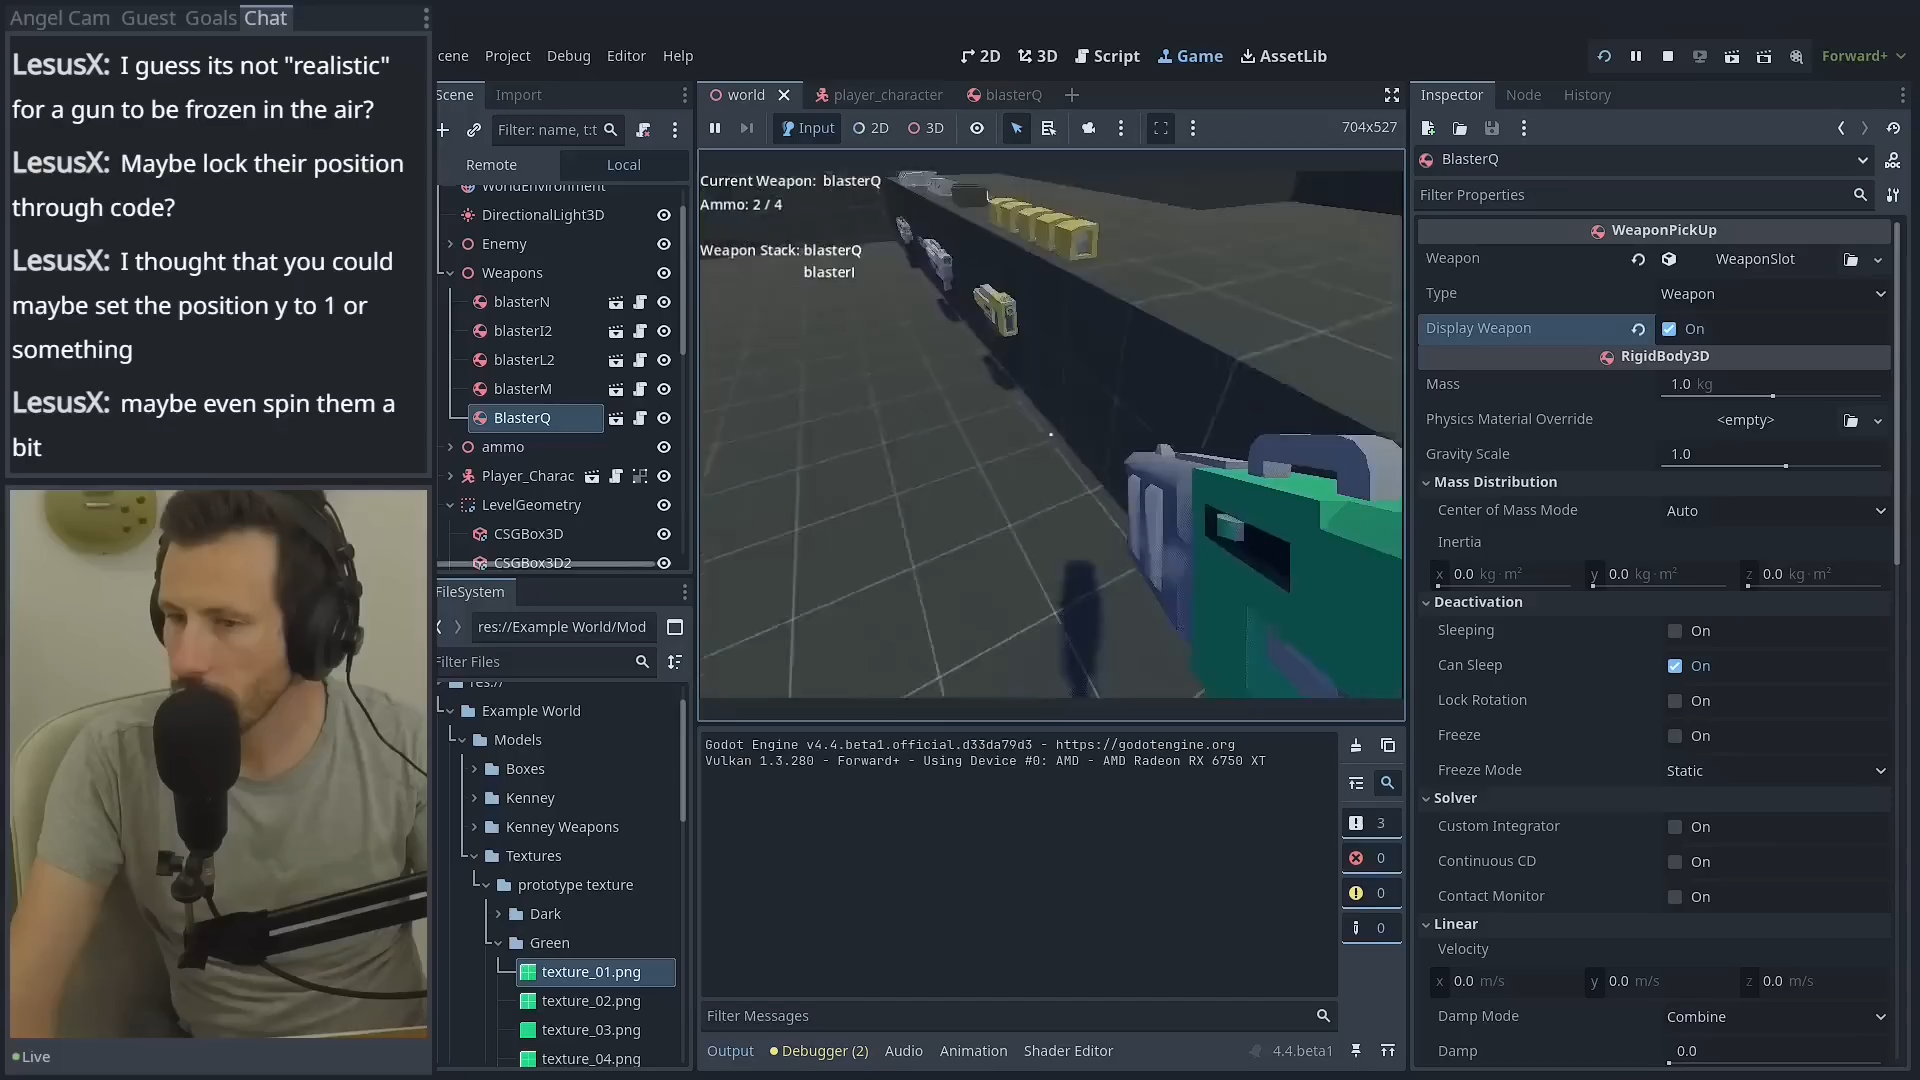 Angel Cam Guest Goals Chat
LesusX: I guess its not "realistic"
for a gun to be frozen in the air?
LesusX: Maybe lock their position
through code?
LesusX: I thought that you could
maybe set the position y to 1 or
something
LesusX: maybe even spin them a
bit
Live
cene Project Debug Editor Help
2D 3D Script Game AssetLib
Forward+
Scene Import
Filter: name, t:t
Remote Local
WorldEnvironment
DirectionalLight3D
Enemy
Weapons
blasterN
blasterI2
blasterL2
blasterM
BlasterQ
ammo
Player_Charac
LevelGeometry
CSGBox3D
CSGBox3D2
FileSystem
res://Example World/Mod
Filter Files
res://
Example World
Models
Boxes
Kenney
Kenney Weapons
Textures
prototype texture
Dark
Green
texture_01.png
texture_02.png
texture_03.png
texture_04.png
world player_character blasterQ
Input 2D 3D 704x527
Current Weapon: blasterQ
Ammo: 2 / 4
Weapon Stack: blasterQ
blasterI
Godot Engine v4.4.beta1.official.d33da79d3 - https://godotengine.org
Vulkan 1.3.280 - Forward+ - Using Device #0: AMD - AMD Radeon RX 6750 XT
3
0
0
0
Filter Messages
Output Debugger (2) Audio Animation Shader Editor 4.4.beta1
Inspector Node History
BlasterQ
Filter Properties
WeaponPickUp
Weapon WeaponSlot
Type Weapon
Display Weapon On
RigidBody3D
Mass 1.0 kg
Physics Material Override <empty>
Gravity Scale 1.0
Mass Distribution
Center of Mass Mode Auto
Inertia
x 0.0 kg·m² y 0.0 kg·m² z 0.0 kg·m²
Deactivation
Sleeping On
Can Sleep On
Lock Rotation On
Freeze On
Freeze Mode Static
Solver
Custom Integrator On
Continuous CD On
Contact Monitor On
Linear
Velocity
x 0.0 m/s y 0.0 m/s z 0.0 m/s
Damp Mode Combine
Damp 0.0